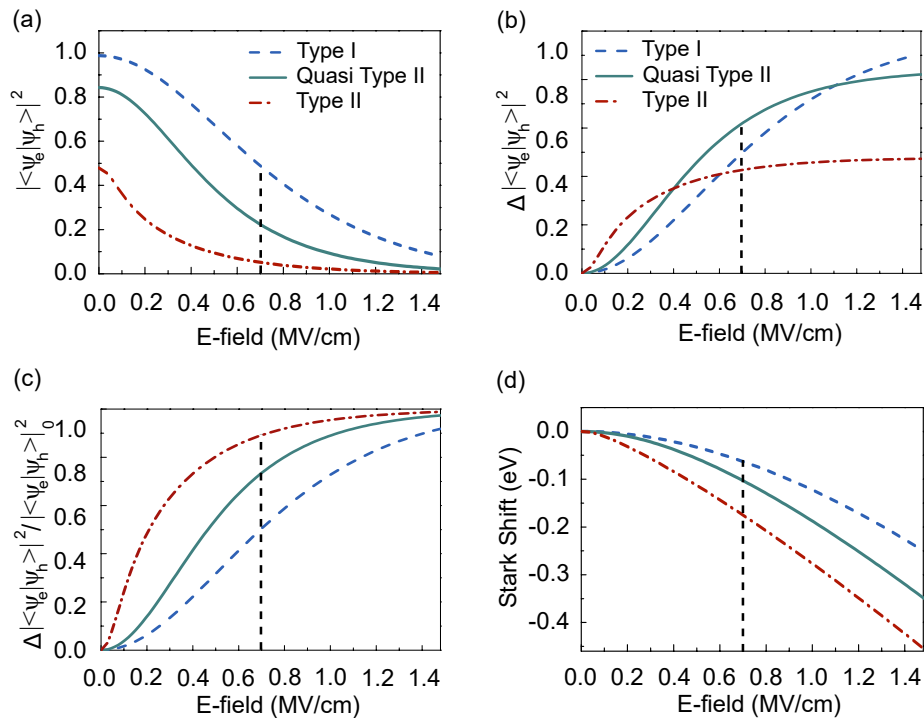 (a)
|<ψe|ψh>|²
1.0
0.8
0.6
0.4
0.2
0.0
Type I
Quasi Type II
Type II
0.0 0.2 0.4 0.6 0.8 1.0 1.2 1.4
E-field (MV/cm)
(b)
Δ |<ψe|ψh>|²
1.0
0.8
0.6
0.4
0.2
0.0
Type I
Quasi Type II
Type II
0.0 0.2 0.4 0.6 0.8 1.0 1.2 1.4
E-field (MV/cm)
(c)
Δ |<ψe|ψh>|²/|<ψe|ψh>|²0
1.0
0.8
0.6
0.4
0.2
0.0
0.0 0.2 0.4 0.6 0.8 1.0 1.2 1.4
E-field (MV/cm)
(d)
Stark Shift (eV)
0.0
-0.1
-0.2
-0.3
-0.4
0.0 0.2 0.4 0.6 0.8 1.0 1.2 1.4
E-field (MV/cm)